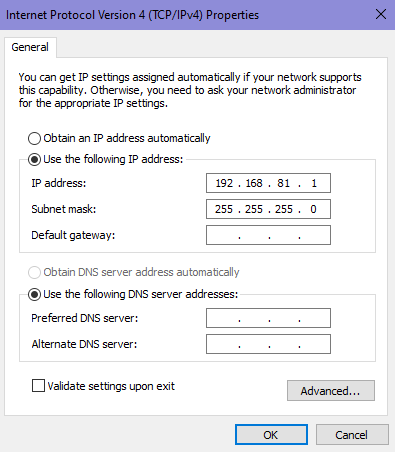 Internet Protocol Version 4 (TCP/IPv4) Properties
General
You can get IP settings assigned automatically if your network supports
this capability. Otherwise, you need to ask your network administrator
for the appropriate IP settings.
Obtain an IP address automatically
Use the following IP address:
IP address: 192 . 168 . 81 . 1
Subnet mask: 255 . 255 . 255 . 0
Default gateway: . . .
Obtain DNS server address automatically
Use the following DNS server addresses:
Preferred DNS server: . . .
Alternate DNS server: . . .
Validate settings upon exit
Advanced...
OK Cancel